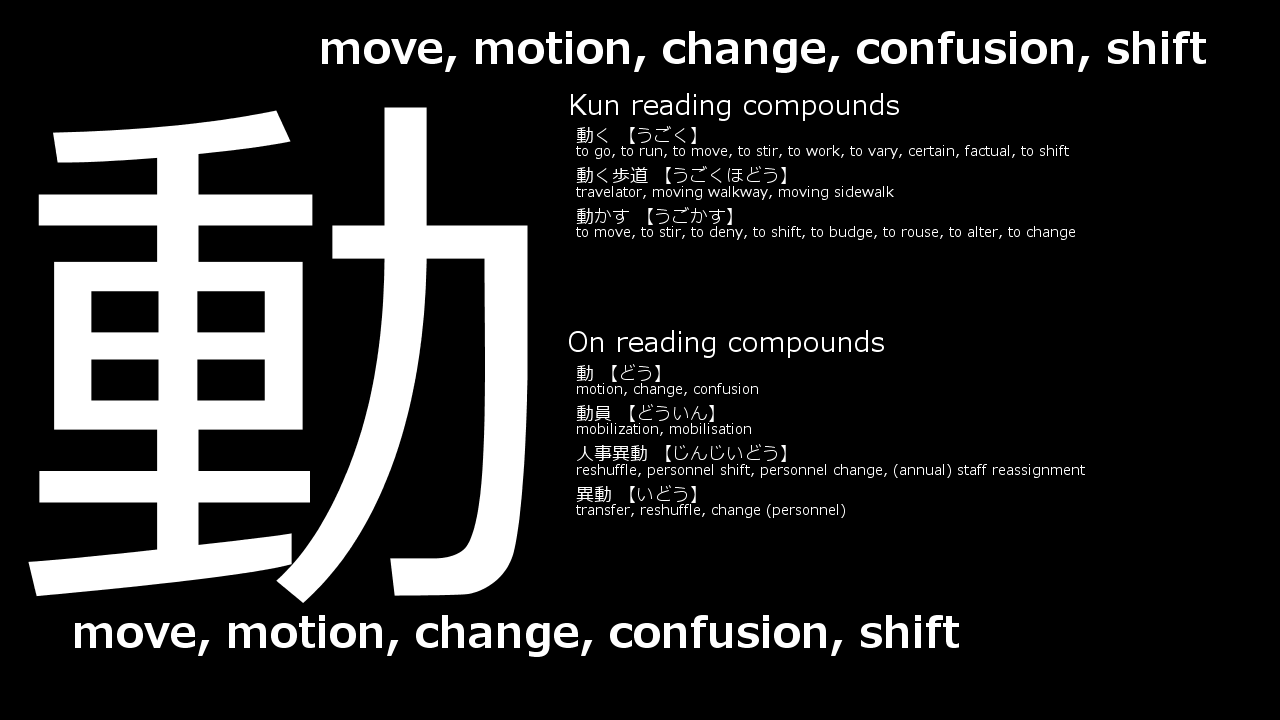 move, motion, change, confusion, shift
動
Kun reading compounds
動く 【うごく】
to go, to run, to move, to stir, to work, to vary, certain, factual, to shift
動く歩道 【うごくほどう】
travelator, moving walkway, moving sidewalk
動かす 【うごかす】
to move, to stir, to deny, to shift, to budge, to rouse, to alter, to change
On reading compounds
動 【どう】
motion, change, confusion
動員 【どういん】
mobilization, mobilisation
人事異動 【じんじいどう】
reshuffle, personnel shift, personnel change, (annual) staff reassignment
異動 【いどう】
transfer, reshuffle, change (personnel)
move, motion, change, confusion, shift